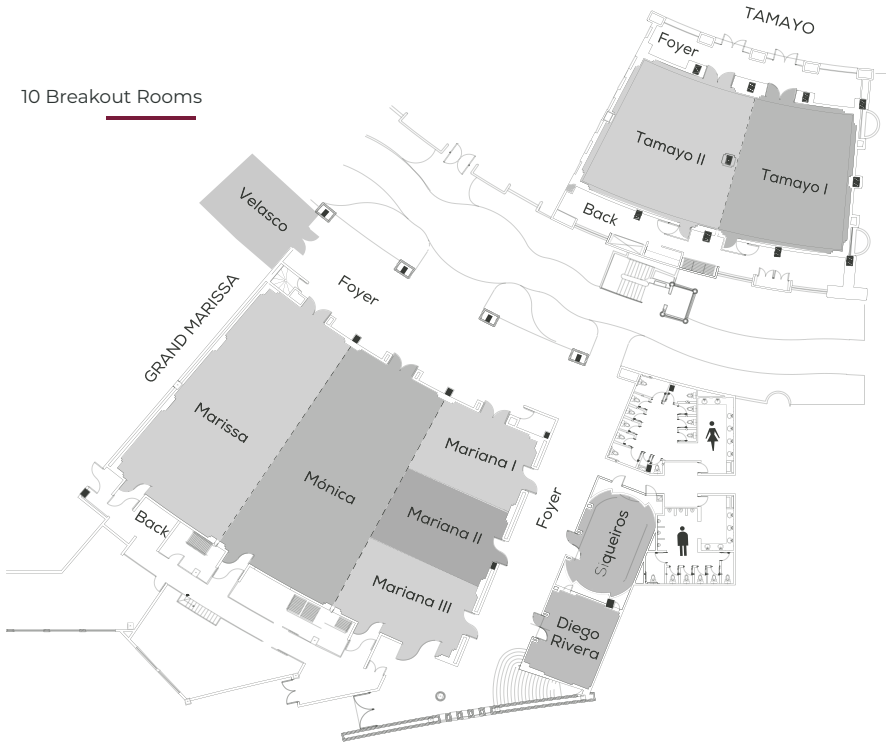 TAMAYO
Foyer
10 Breakout Rooms
Tamayo II
Tamayo I
Velasco
Back
Foyer
GRAND MARISSA
Marissa
Mariana I
Mónica
Foyer
Mariana II
Back
Siqueiros
Mariana III
Diego
Rivera